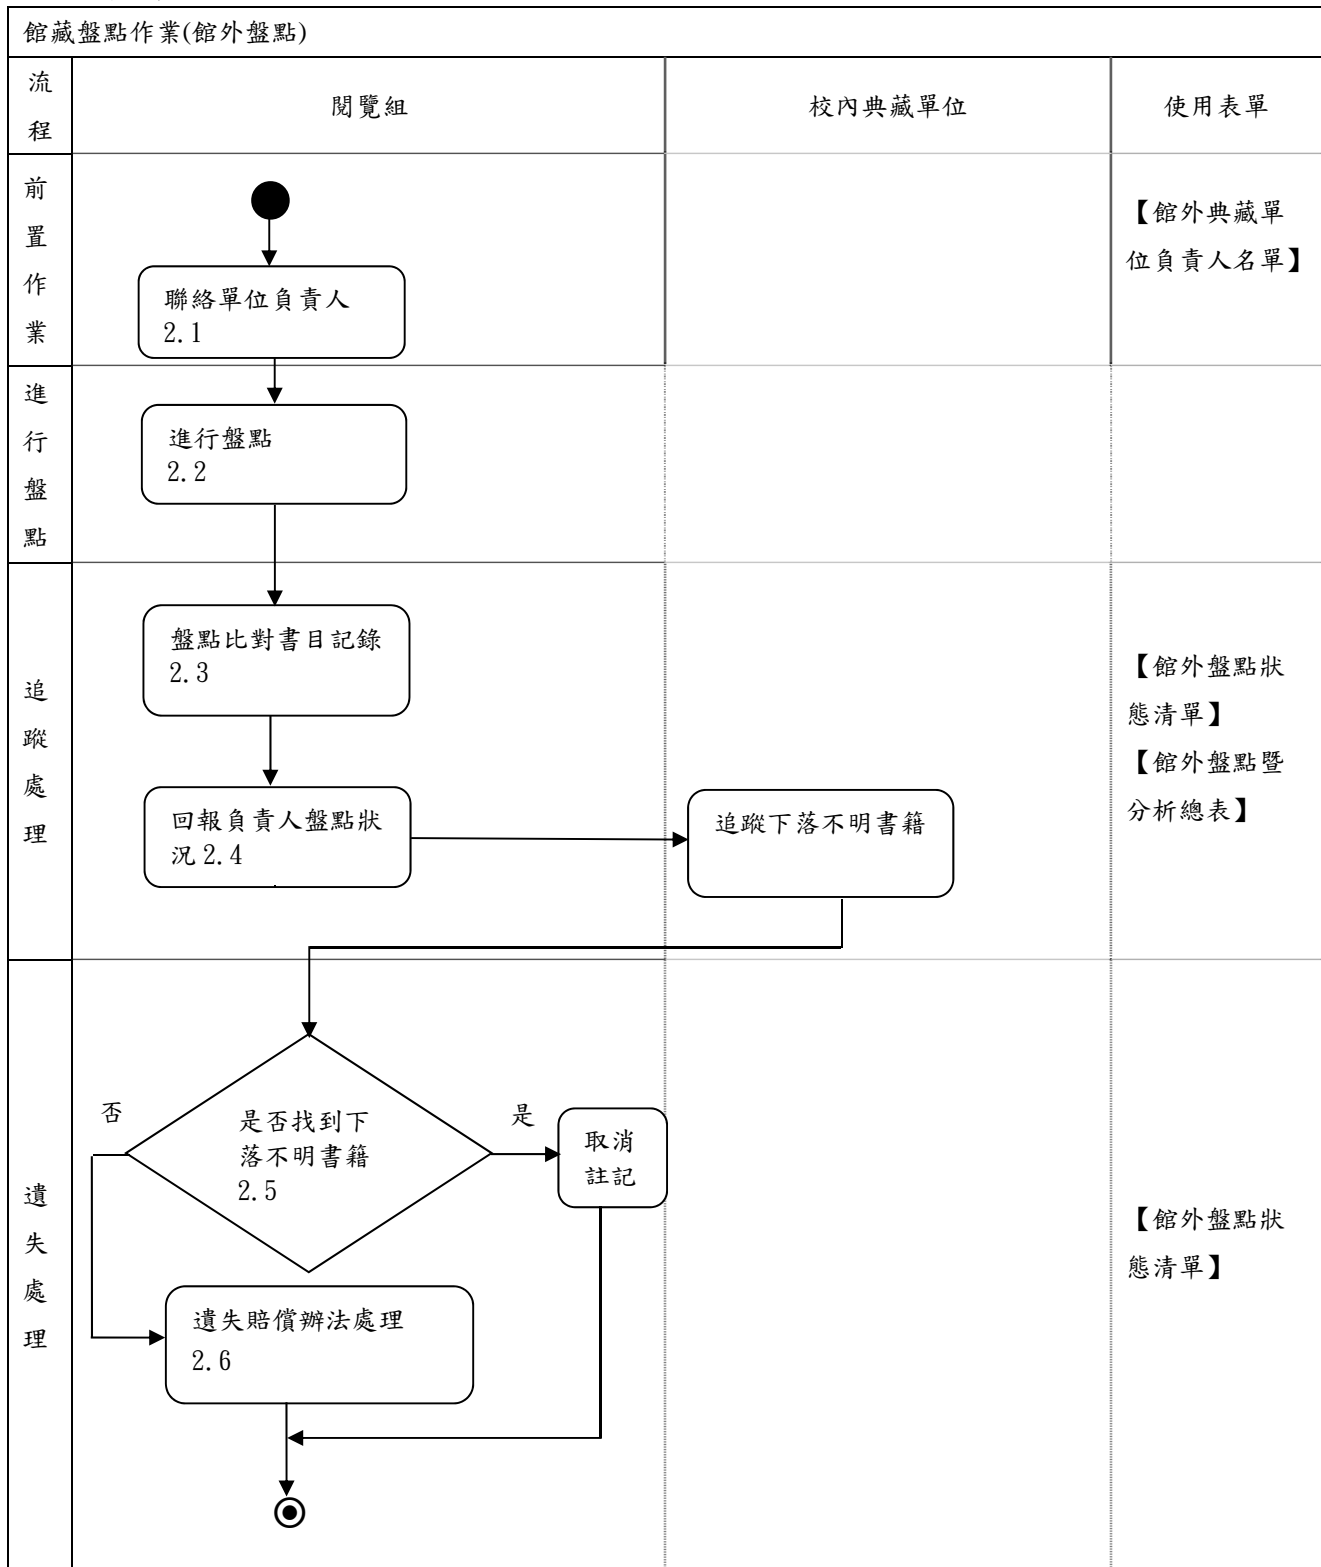 館藏盤點作業(館外盤點)
流
程
閱覽組
校內典藏單位
使用表單
前
置
作
業
聯絡單位負責人
2.1
【館外典藏單
位負責人名單】
進
行
盤
點
進行盤點
2.2
追
蹤
處
理
盤點比對書目記錄
2.3
回報負責人盤點狀
況 2.4
追蹤下落不明書籍
【館外盤點狀
態清單】
【館外盤點暨
分析總表】
遺
失
處
理
否
是否找到下
落不明書籍
2.5
是
取消
註記
遺失賠償辦法處理
2.6
【館外盤點狀
態清單】